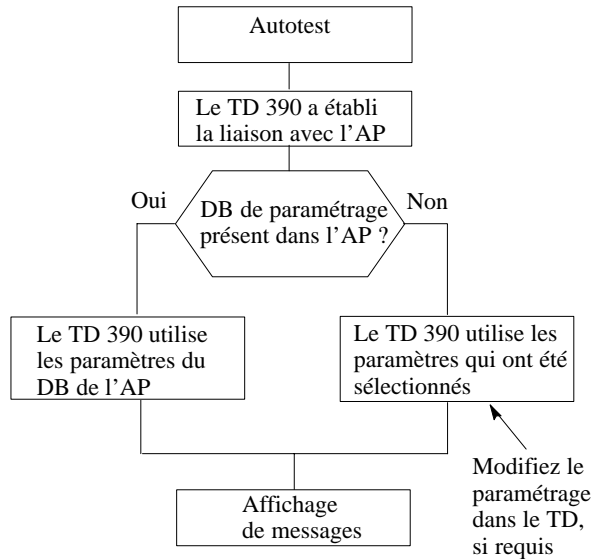 Autotest
Le TD 390 a établi
la liaison avec l'AP
Oui
DB de paramétrage
présent dans l'AP ?
Non
Le TD 390 utilise
les paramètres du
DB de l'AP
Le TD 390 utilise les
paramètres qui ont été
sélectionnés
Modifiez le
paramétrage
dans le TD,
si requis
Affichage
de messages